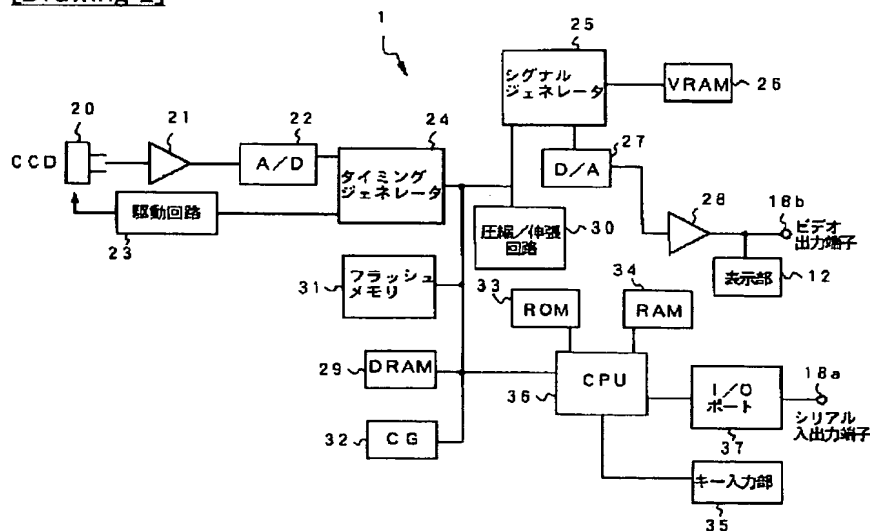 [Drawing 2]
1
25
シグナル
ジェネレータ
VRAM
26
20
21
22
24
27
CCD
A/D
タイミング
ジェネレータ
D/A
28
18b
ビデオ
出力端子
駆動回路
23
圧縮/伸張
回路
30
表示部
12
31
フラッシュ
メモリ
33
34
ROM
RAM
29
DRAM
CPU
36
I/O
ポート
37
18a
シリアル
入出力端子
32
CG
キー入力部
35